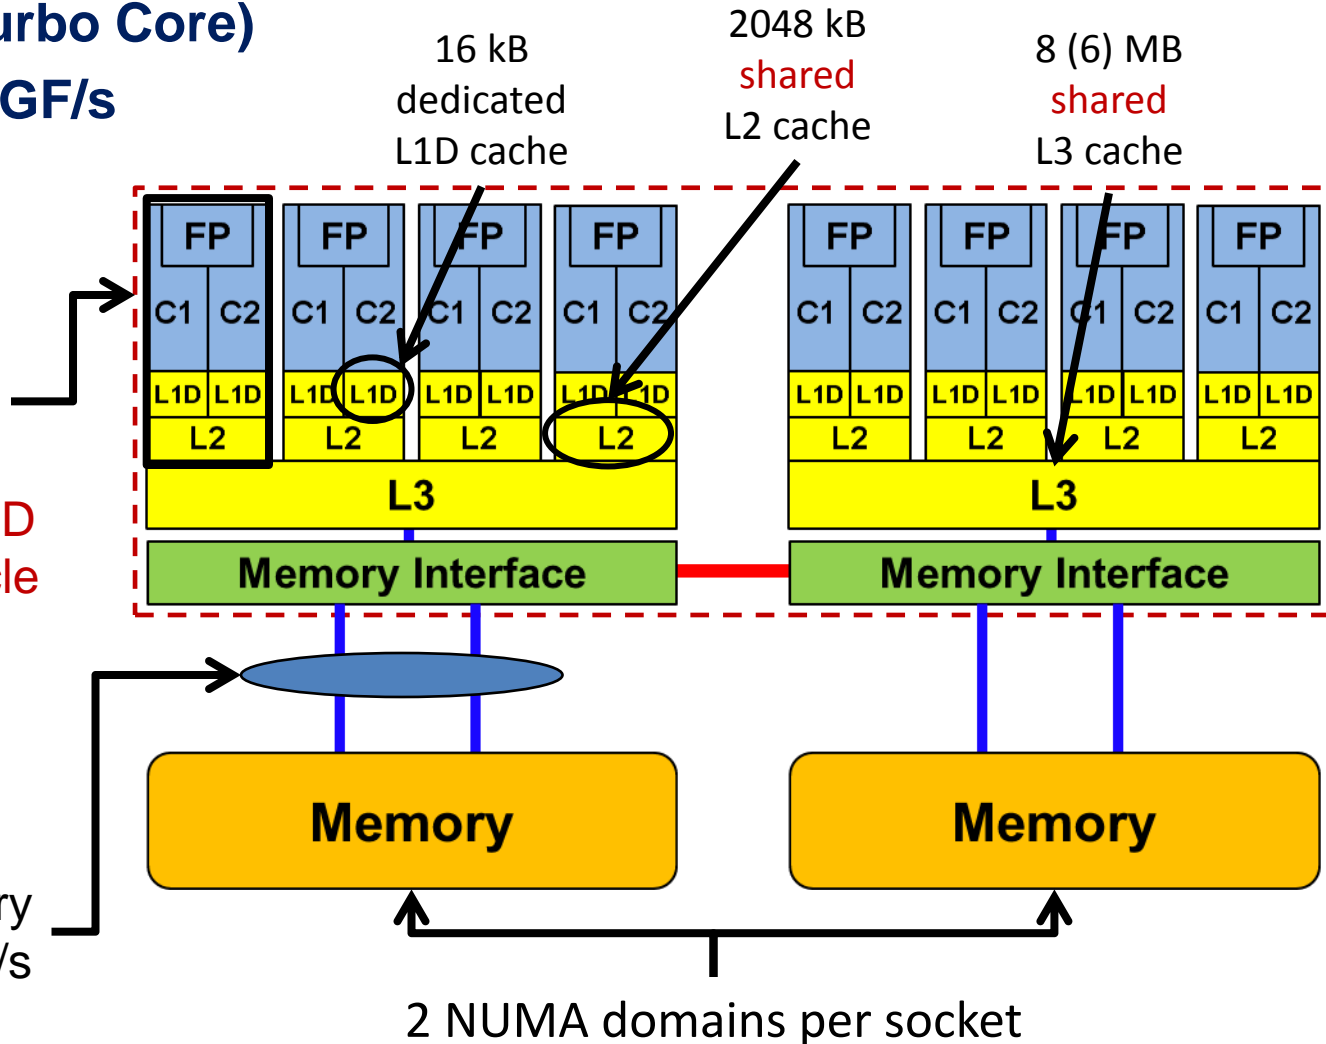 urbo Core)
GF/s
16 kB
dedicated
L1D cache
2048 kB
shared
L2 cache
8 (6) MB
shared
L3 cache
FP FP FP FP FP FP FP FP
C1 C2 C1 C2 C1 C2 C1 C2 C1 C2 C1 C2 C1 C2 C1 C2
L1D L1D L1D L1D L1D L1D L1D L1D L1D L1D L1D L1D L1D L1D L1D L1D
L2 L2 L2 L2 L2 L2 L2 L2
L3 L3
D
cle
Memory Interface Memory Interface
Memory Memory
ry
/s
2 NUMA domains per socket